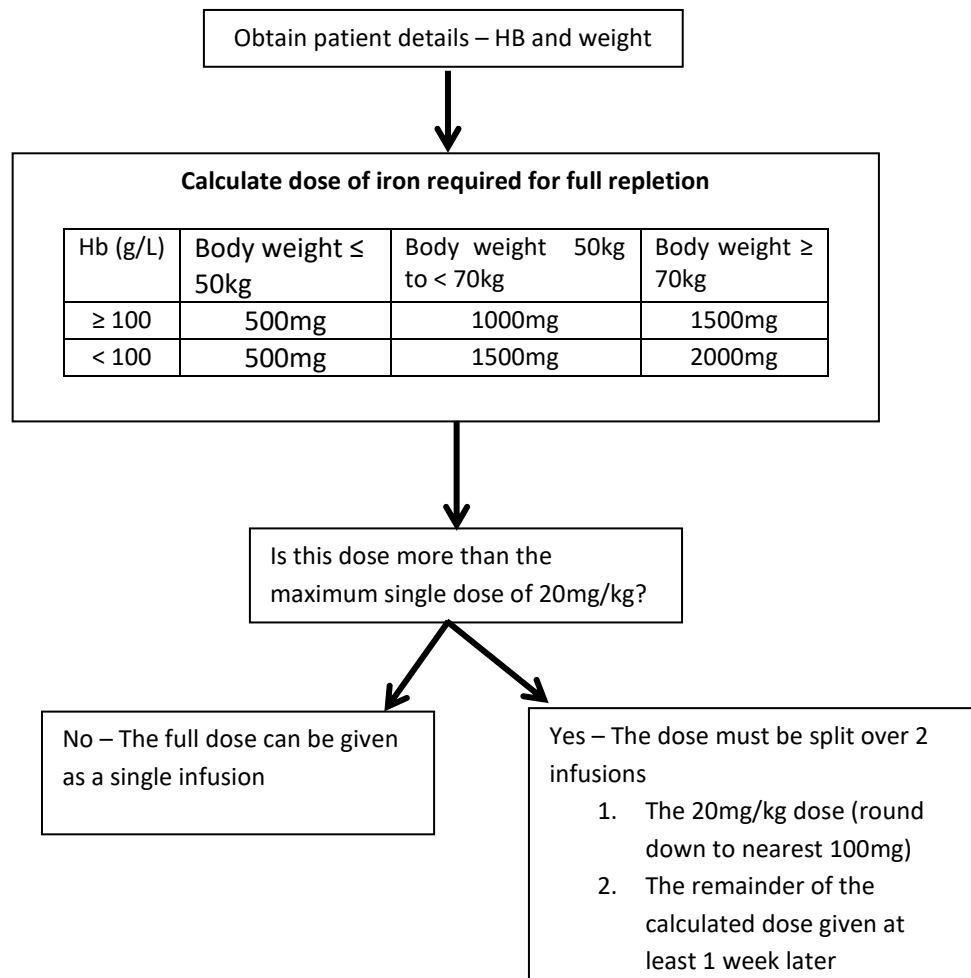 Obtain patient details – HB and weight
Calculate dose of iron required for full repletion
Hb (g/L) Body weight ≤ 50kg Body weight 50kg to < 70kg Body weight ≥ 70kg
≥ 100 500mg 1000mg 1500mg
< 100 500mg 1500mg 2000mg
Is this dose more than the
maximum single dose of 20mg/kg?
No – The full dose can be given
as a single infusion
Yes – The dose must be split over 2
infusions
1. The 20mg/kg dose (round
down to nearest 100mg)
2. The remainder of the
calculated dose given at
least 1 week later